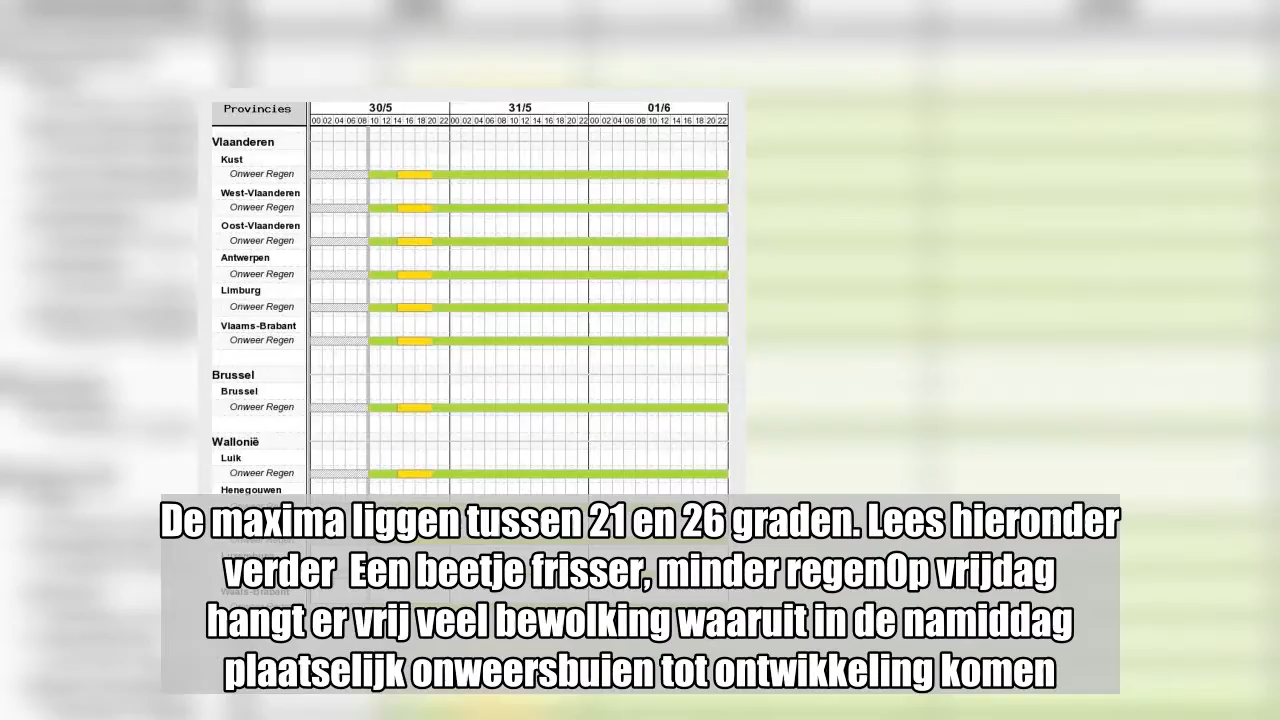 Provincies 30/5 31/5 01/6
00 02 04 06 08 10 12 14 16 18 20 22 00 02 04 06 08 10 12 14 16 18 20 22 00 02 04 06 08 10 12 14 16 18 20 22
Vlaanderen
Kust
Onweer Regen
West-Vlaanderen
Onweer Regen
Oost-Vlaanderen
Onweer Regen
Antwerpen
Onweer Regen
Limburg
Onweer Regen
Vlaams-Brabant
Onweer Regen
Brussel
Brussel
Onweer Regen
Wallonië
Luik
Onweer Regen
Henegouwen
De maxima liggen tussen 21 en 26 graden. Lees hieronder
verder Een beetje frisser, minder regenOp vrijdag
hangt er vrij veel bewolking waaruit in de namiddag
plaatselijk onweersbuien tot ontwikkeling komen